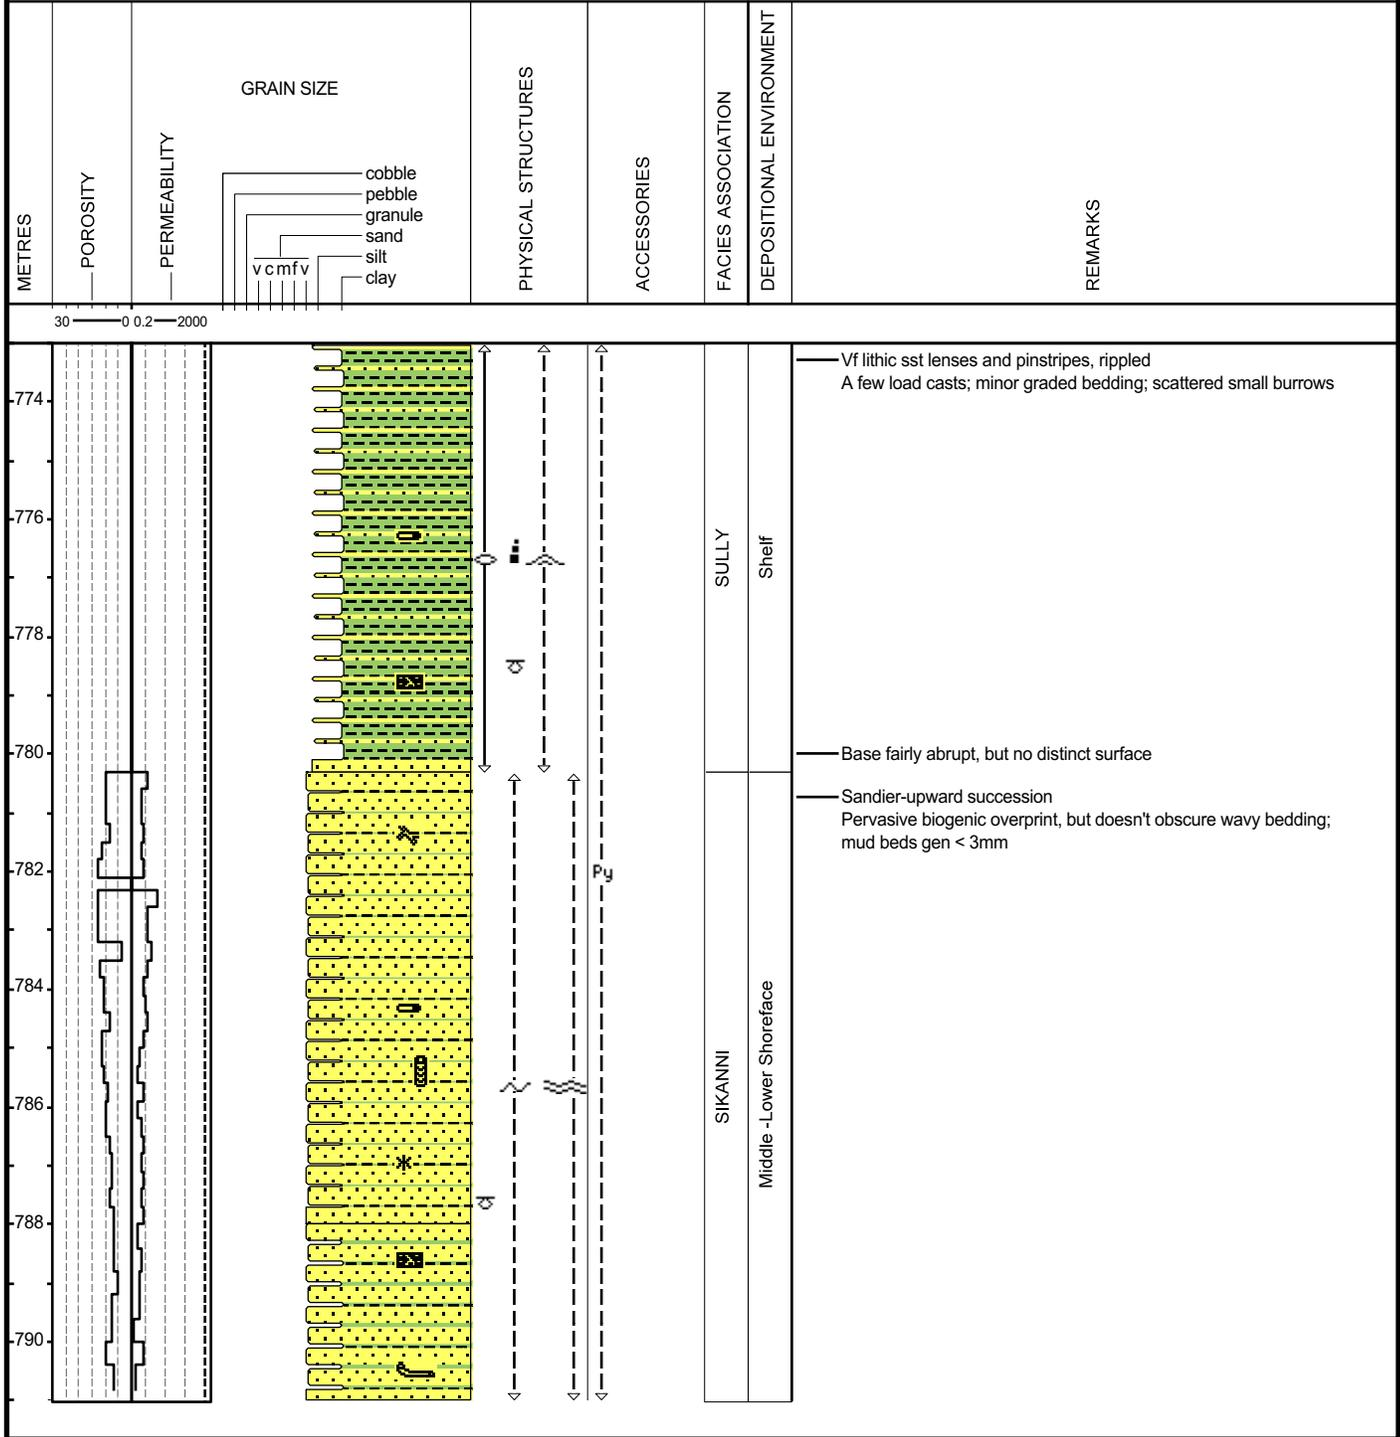 METRES
POROSITY
PERMEABILITY
GRAIN SIZE
cobble
pebble
granule
sand
silt
clay
v c m f v
PHYSICAL STRUCTURES
ACCESSORIES
FACIES ASSOCIATION
DEPOSITIONAL ENVIRONMENT
REMARKS
30 0 0.2 2000
774
776
778
780
782
784
786
788
790
Py
SULLY
Shelf
SIKANNI
Middle -Lower Shoreface
Vf lithic sst lenses and pinstripes, rippled
A few load casts; minor graded bedding; scattered small burrows
Base fairly abrupt, but no distinct surface
Sandier-upward succession
Pervasive biogenic overprint, but doesn't obscure wavy bedding;
mud beds gen < 3mm